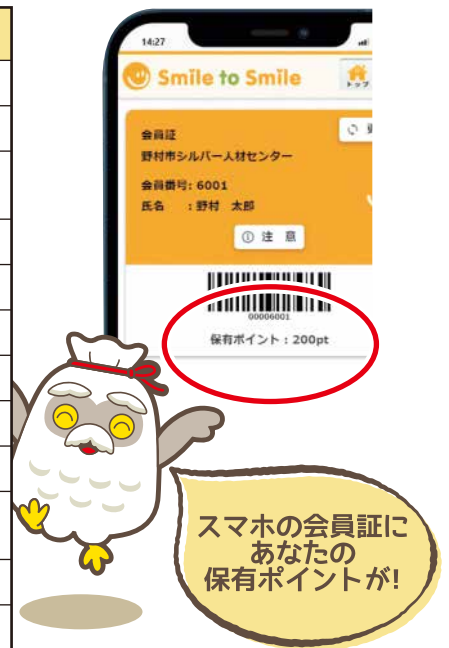 14:27
Smile to Smile
トップ
会員証
野村市シルバー人材センター
会員番号: 6001
氏名 : 野村 太郎
注 意
00006001
保有ポイント : 200pt
スマホの会員証に
あなたの
保有ポイントが!